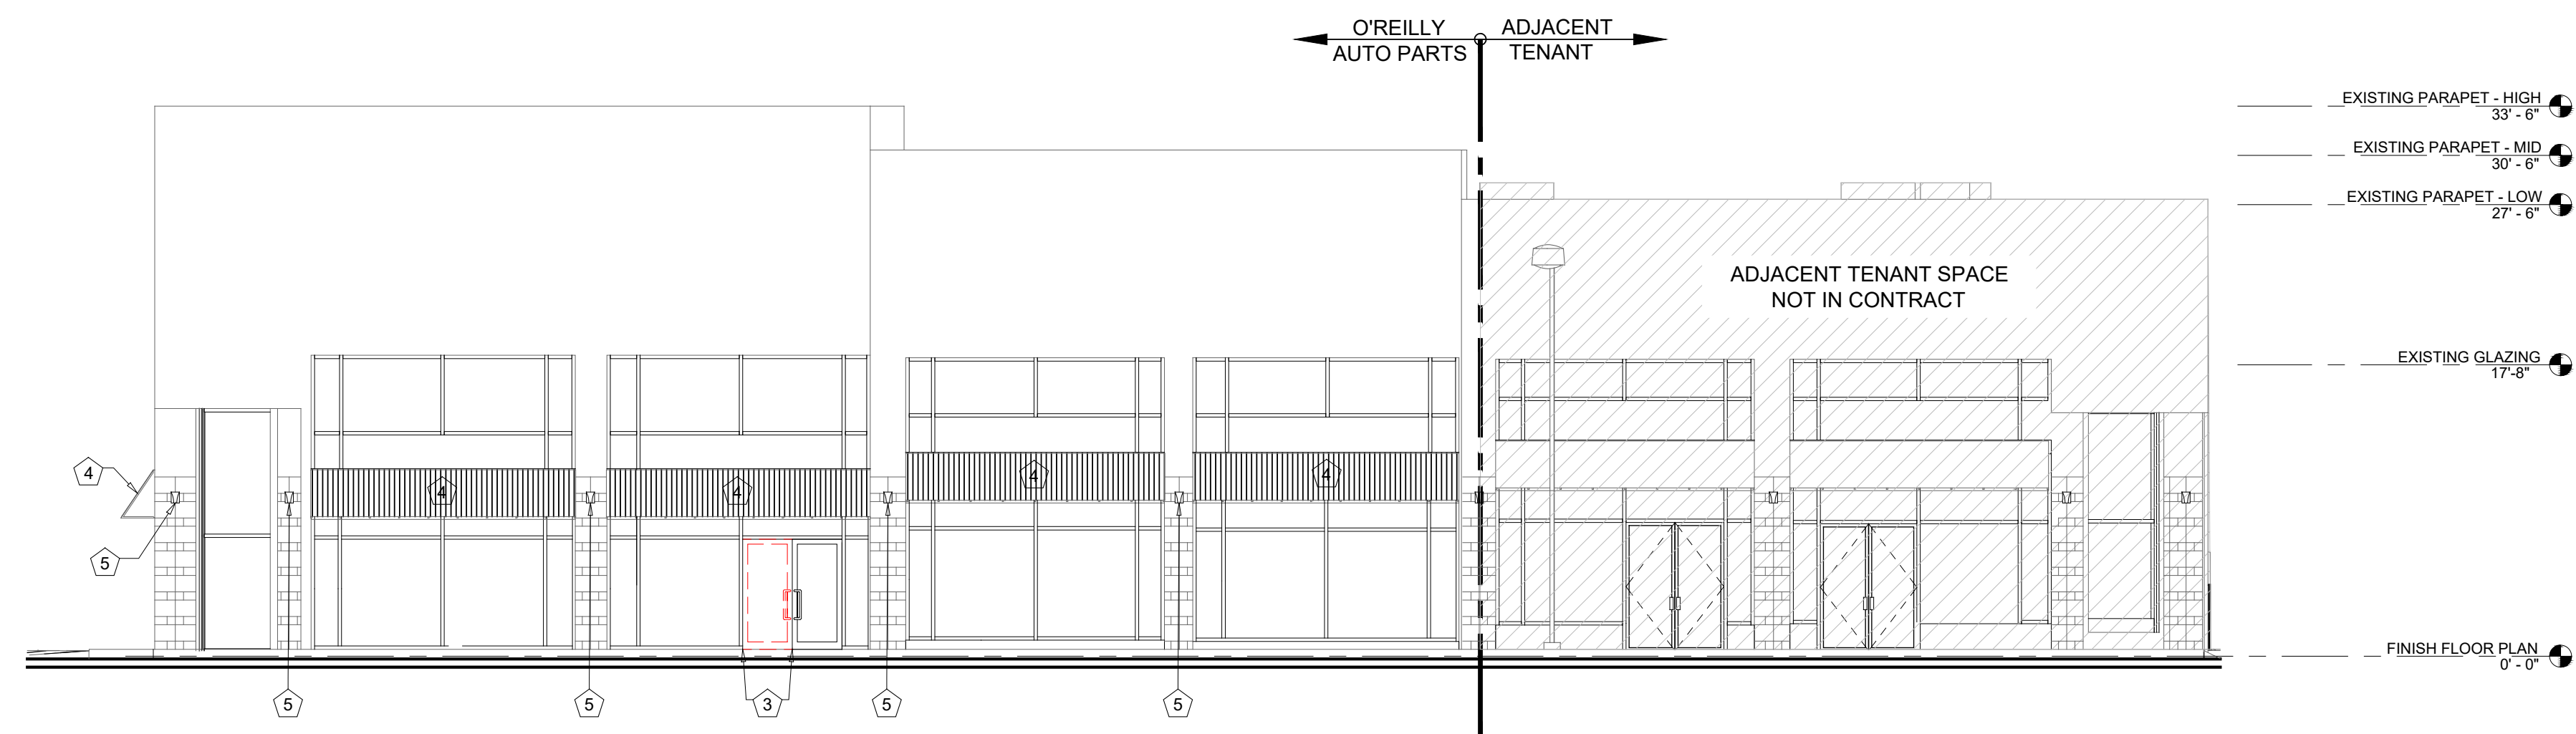 O'REILLY
AUTO PARTS
ADJACENT
TENANT
EXISTING PARAPET - HIGH
33' - 6"
EXISTING PARAPET - MID
30' - 6"
EXISTING PARAPET - LOW
27' - 6"
ADJACENT TENANT SPACE
NOT IN CONTRACT
EXISTING GLAZING
17'-8"
4
4
4
4
4
5
FINISH FLOOR PLAN
0' - 0"
5
5
3
5
5